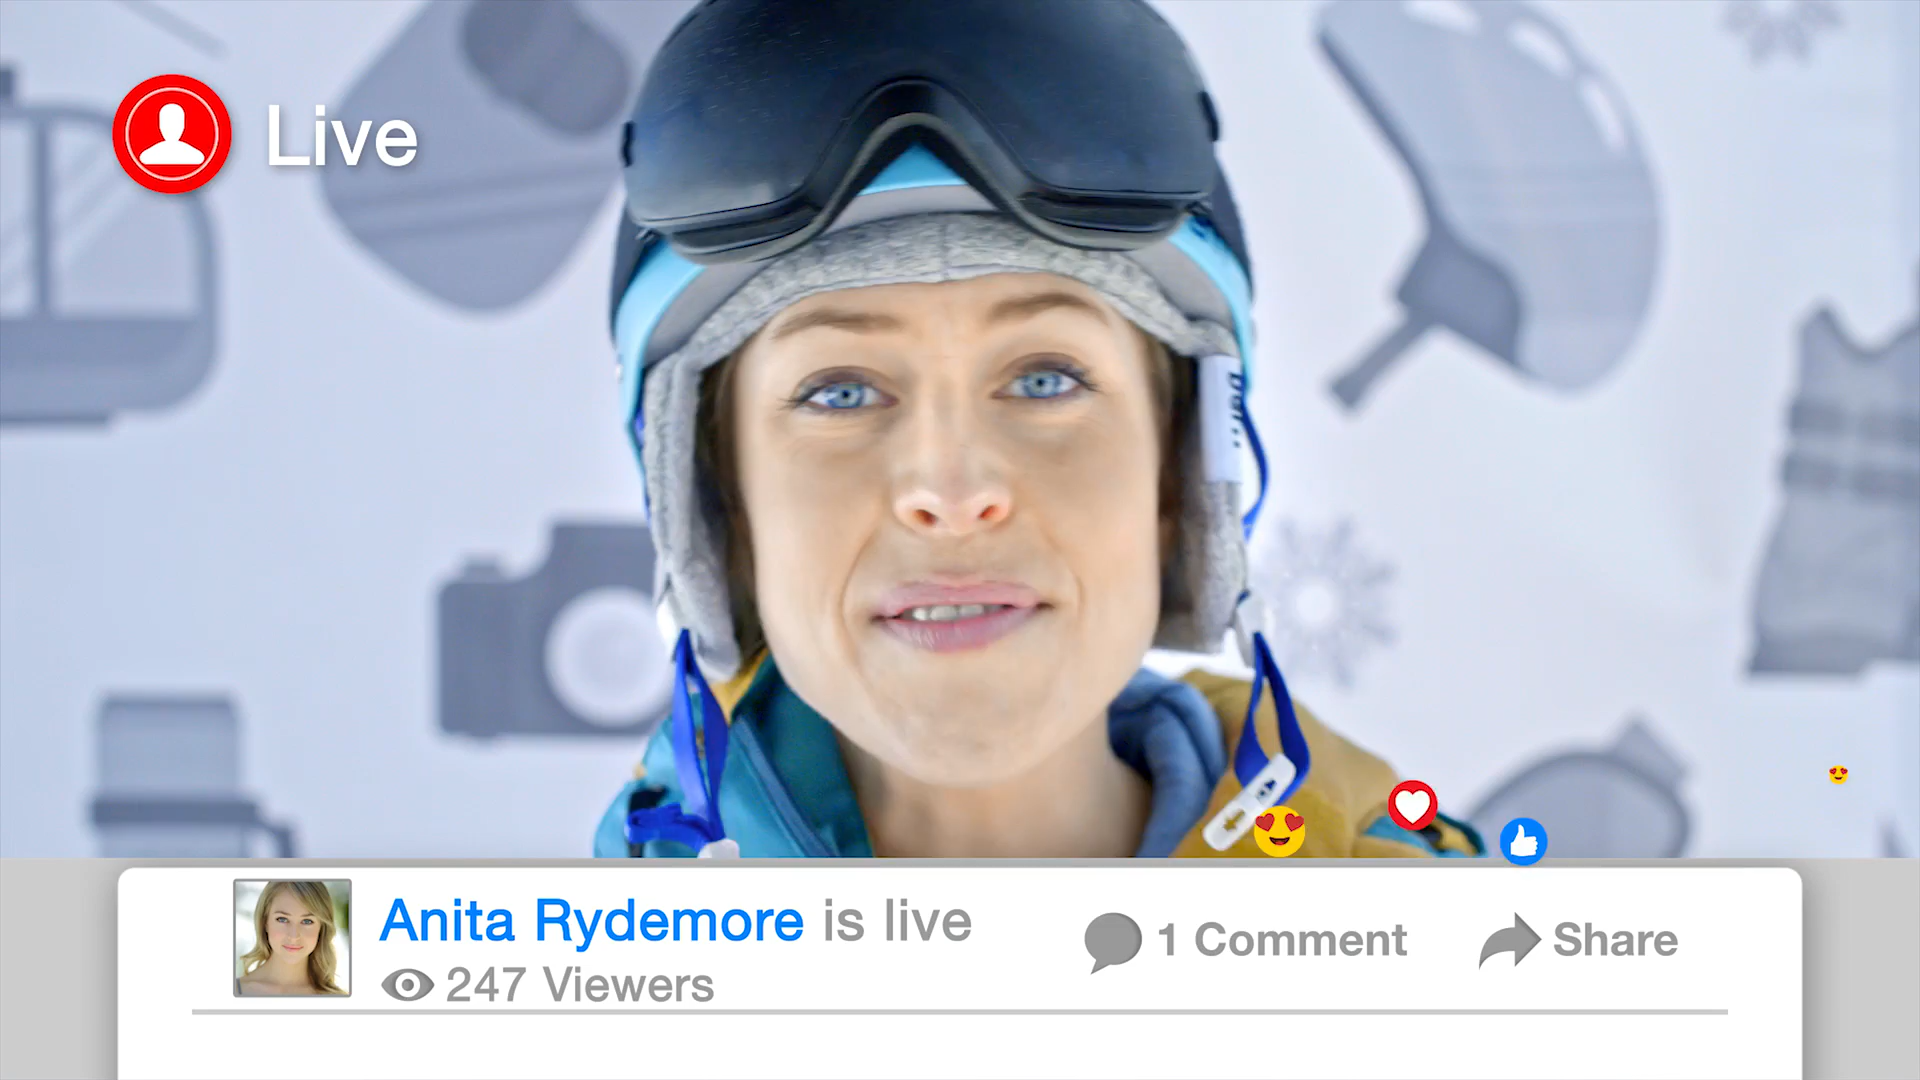 Live
Anita Rydemore is live
247 Viewers
1 Comment
Share